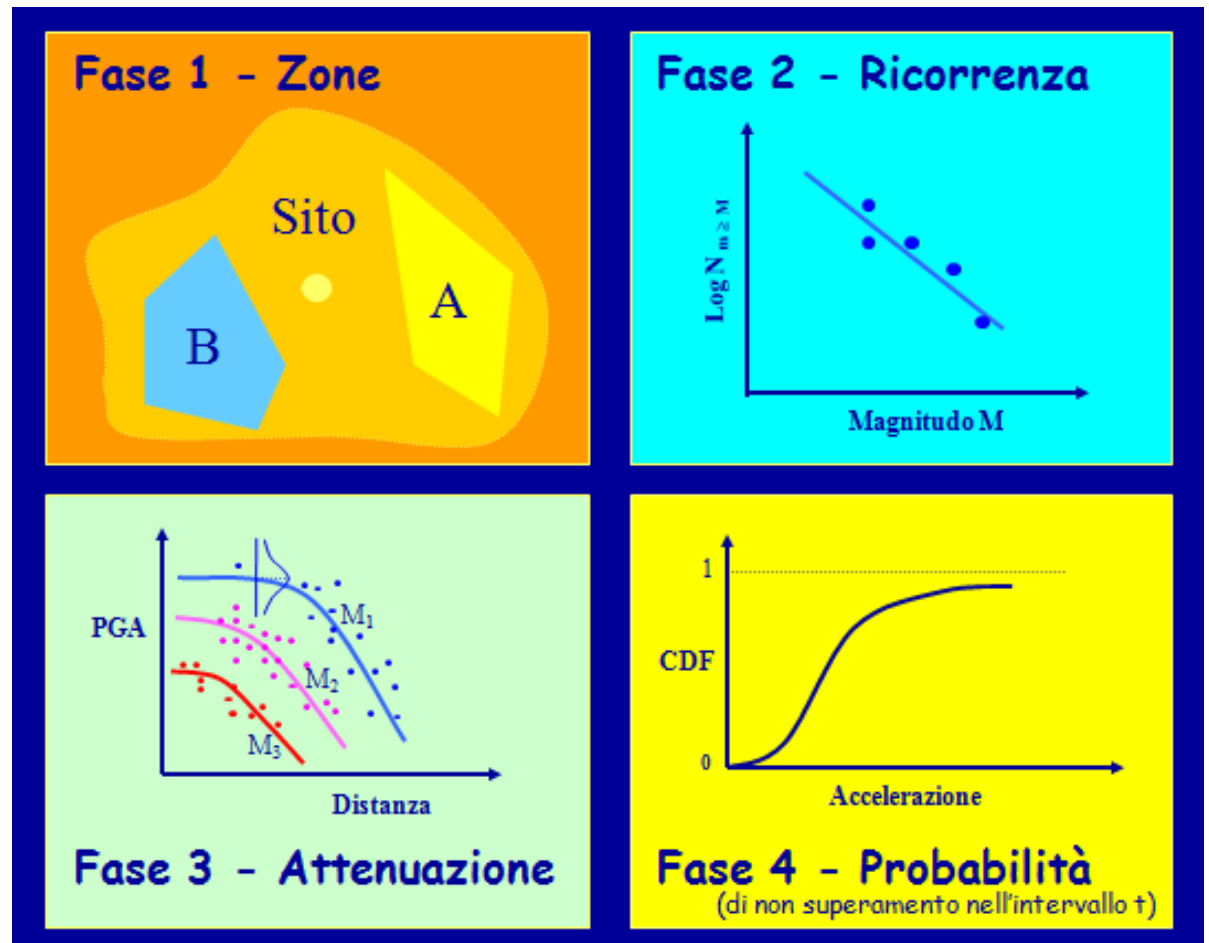 Fase 1 - Zone
Sito
A
B
Fase 2 - Ricorrenza
Log N m ≥ M
Magnitudo M
PGA
M1
M2
M3
Distanza
Fase 3 - Attenuazione
1
CDF
0
Accelerazione
Fase 4 - Probabilità
(di non superamento nell'intervallo t)